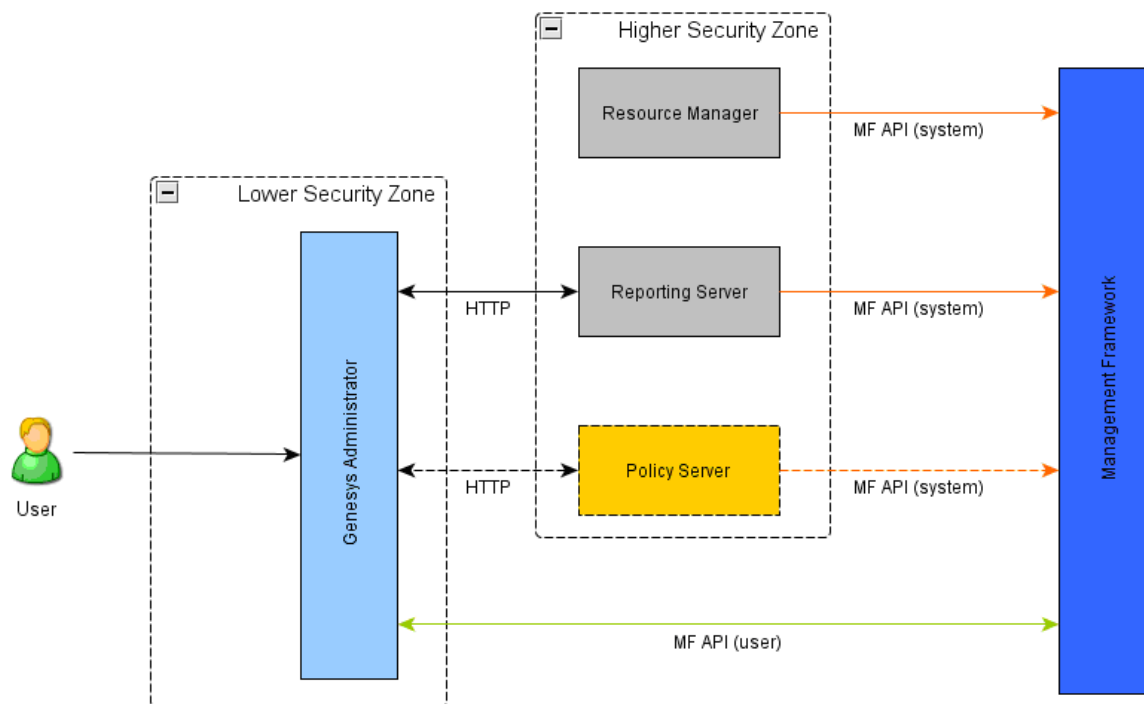 Higher Security Zone
Resource Manager
MF API (system)
Lower Security Zone
Reporting Server
HTTP
MF API (system)
Genesys Administrator
Management Framework
Policy Server
HTTP
MF API (system)
User
MF API (user)